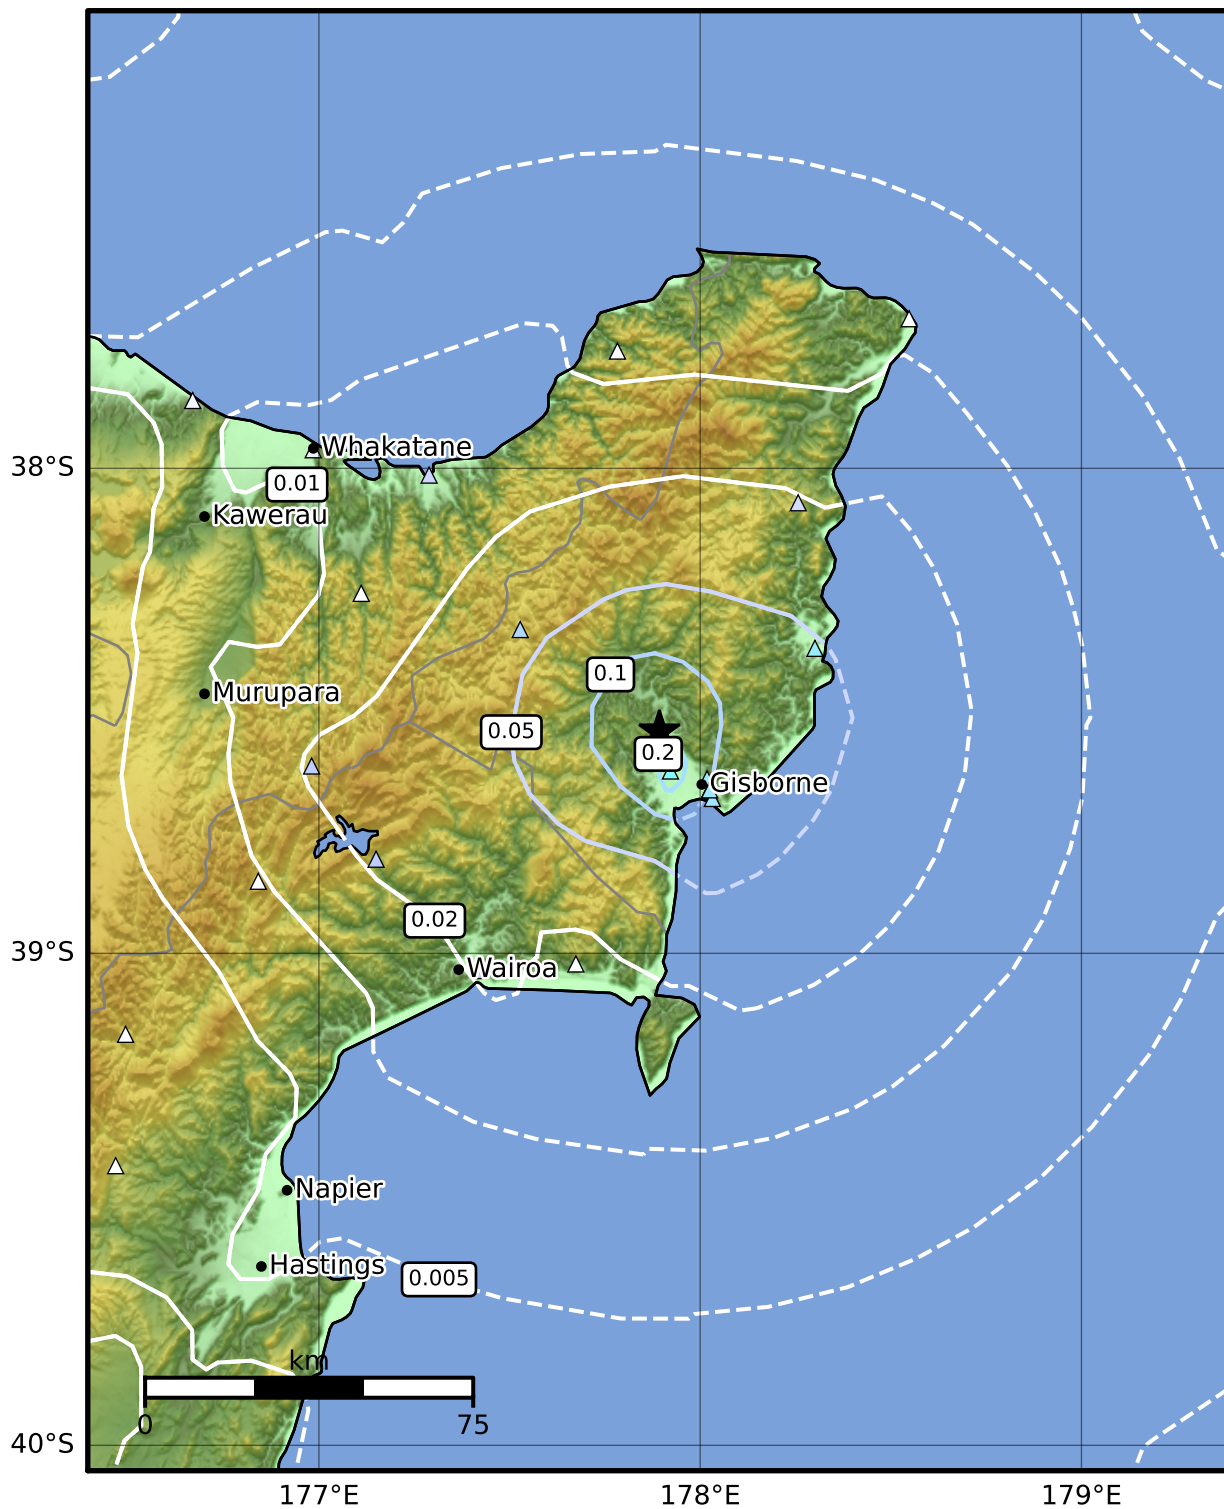 Whakatane
38°S
0.01
Kawerau
0.1
Murupara
0.05
0.2
Gisborne
0.02
39°S
Wairoa
Napier
Hastings
0.005
km
0
75
40°S
177°E
178°E
179°E